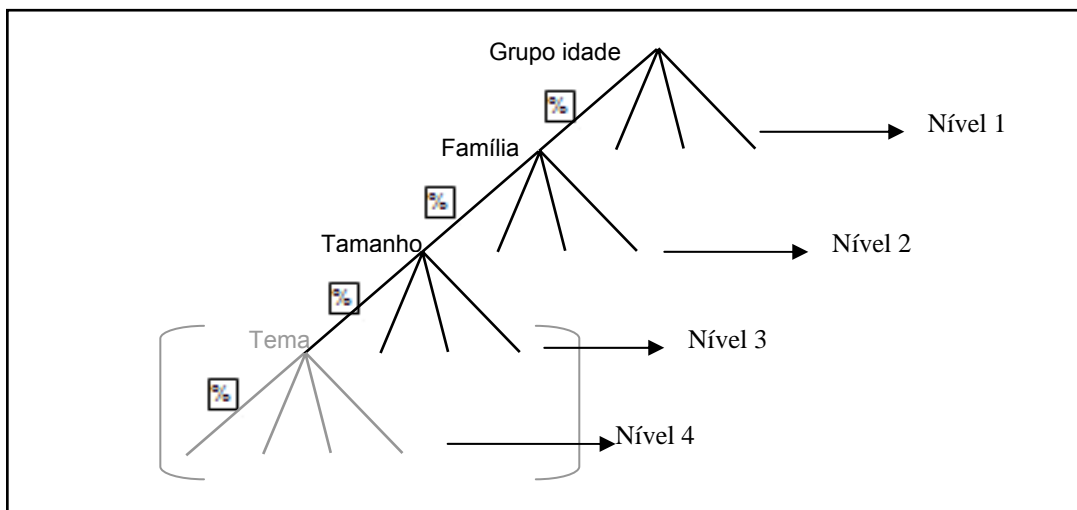 Grupo idade
%
Nível 1
Família
%
Nível 2
Tamanho
%
Nível 3
Tema
%
Nível 4